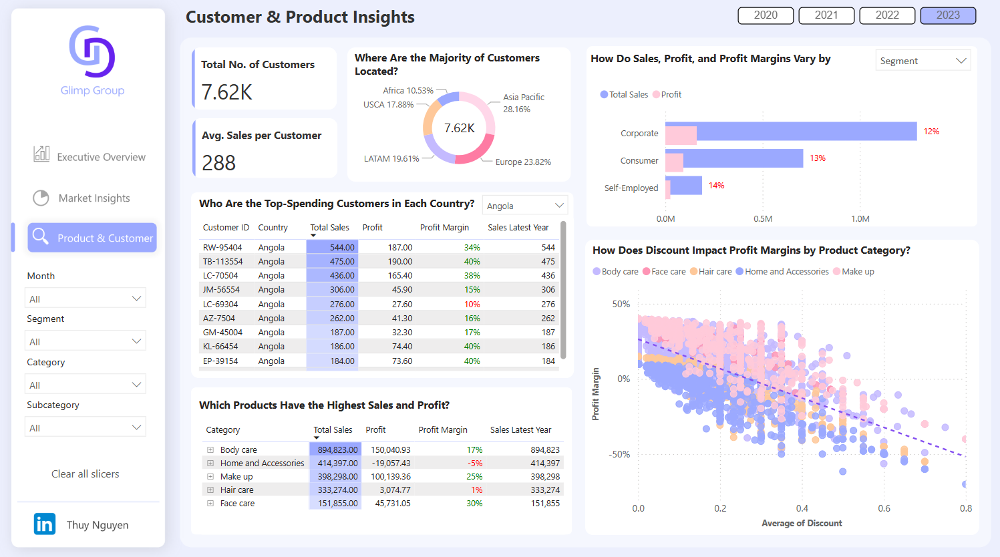 Customer & Product Insights
2020 2021 2022 2023
Glimp Group
Executive Overview
Market Insights
Product & Customer
Month
All
Segment
All
Category
All
Subcategory
All
Clear all slicers
in Thuy Nguyen
Total No. of Customers
7.62K
Avg. Sales per Customer
288
Where Are the Majority of Customers
Located?
Africa 10.53%
USCA 17.88%
Asia Pacific
28.16%
7.62K
LATAM 19.61%
Europe 23.82%
How Do Sales, Profit, and Profit Margins Vary by
Segment
Total Sales Profit
Corporate 12%
Consumer 13%
Self-Employed 14%
0.0M 0.5M 1.0M
Who Are the Top-Spending Customers in Each Country?
Angola
Customer ID Country Total Sales Profit Profit Margin Sales Latest Year
RW-95404 Angola 544.00 187.00 34% 544
TB-113554 Angola 475.00 190.00 40% 475
LC-70504 Angola 436.00 165.40 38% 436
JM-56554 Angola 306.00 45.90 15% 306
LC-69304 Angola 276.00 27.60 10% 276
AZ-7504 Angola 262.00 41.30 16% 262
GM-45004 Angola 187.00 32.30 17% 187
KL-66454 Angola 186.00 74.40 40% 186
EP-39154 Angola 184.00 73.60 40% 184
Which Products Have the Highest Sales and Profit?
Category Total Sales Profit Profit Margin Sales Latest Year
Body care 894,823.00 150,040.93 17% 894,823
Home and Accessories 414,397.00 -19,057.43 -5% 414,397
Make up 398,298.00 100,139.36 25% 398,298
Hair care 333,274.00 3,074.77 1% 333,274
Face care 151,855.00 45,731.05 30% 151,855
How Does Discount Impact Profit Margins by Product Category?
Body care Face care Hair care Home and Accessories Make up
50%
0%
-50%
Profit Margin
0.0 0.2 0.4 0.6 0.8
Average of Discount